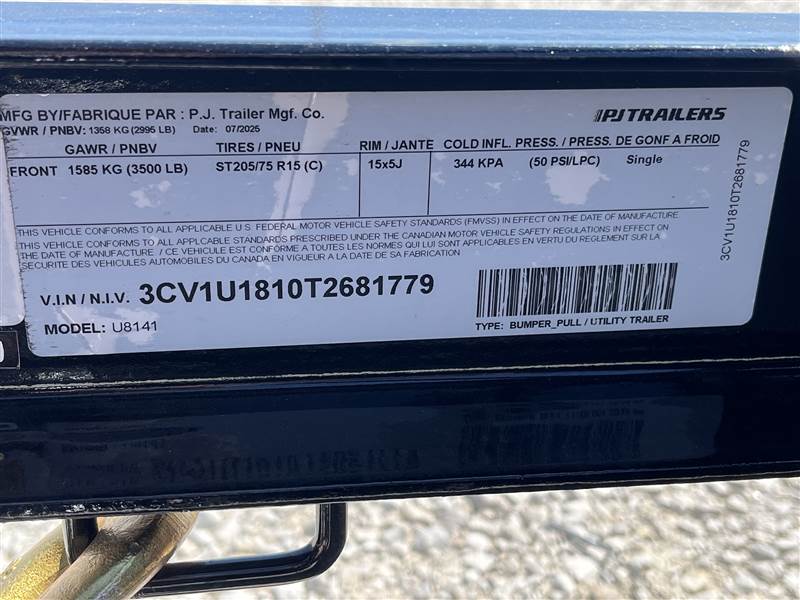 MFG BY/FABRIQUE PAR : P.J. Trailer Mgf. Co.
PJTRAILERS
GVWR / PNBV: 1358 KG (2995 LB) Date: 07/2025
GAWR / PNBV TIRES / PNEU RIM / JANTE COLD INFL. PRESS. / PRESS. DE GONF A FROID
FRONT 1585 KG (3500 LB) ST205/75 R15 (C) 15x5J 344 KPA (50 PSI/LPC) Single
THIS VEHICLE CONFORMS TO ALL APPLICABLE U.S. FEDERAL MOTOR VEHICLE SAFETY STANDARDS (FMVSS) IN EFFECT ON THE DATE OF MANUFACTURE
THIS VEHICLE CONFORMS TO ALL APPLICABLE STANDARDS PRESCRIBED UNDER THE CANADIAN MOTOR VEHICLE SAFETY REGULATIONS IN EFFECT ON
THE DATE OF MANUFACTURE / CE VEHICULE EST CONFORME A TOUTES LES NORMES QUI LUI SONT APPLICABLES EN VERTU DU REGLEMENT SUR LA
SECURITE DES VEHICULES AUTOMOBILES DU CANADA EN VIGUEUR A LA DATE DE SA FABRICATION
V.I.N / N.I.V. 3CV1U1810T2681779
MODEL: U8141
TYPE: BUMPER_PULL / UTILITY TRAILER
3CV1U1810T2681779